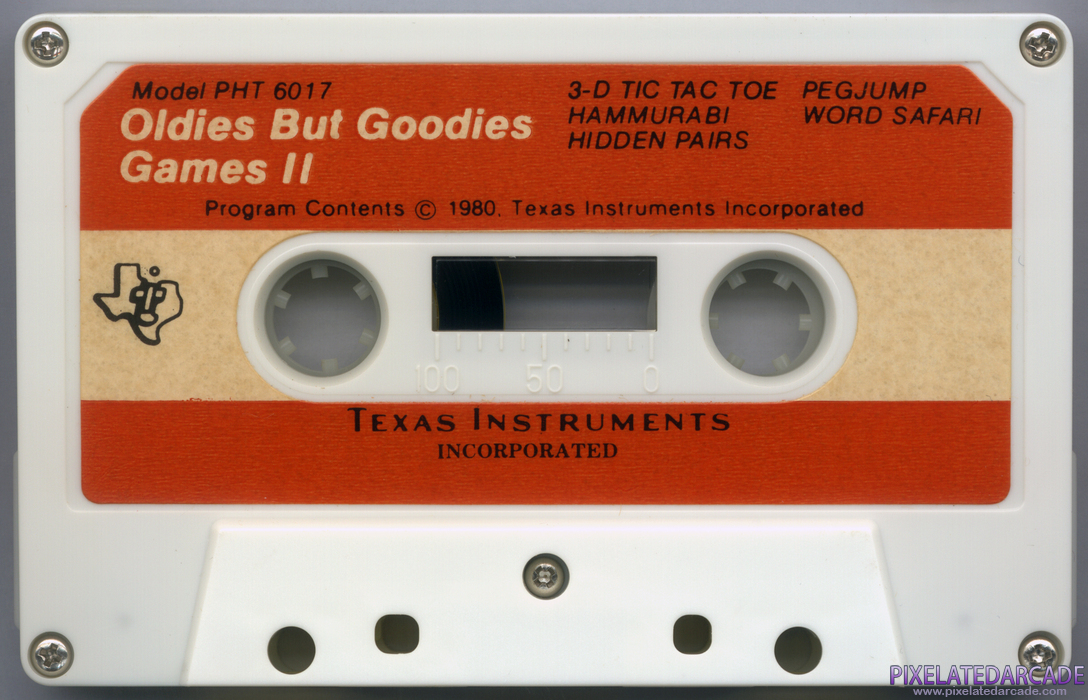 Model PHT 6017
Oldies But Goodies
Games II
3-D TIC TAC TOE
HAMMURABI
HIDDEN PAIRS
PEGJUMP
WORD SAFARI
Program Contents © 1980, Texas Instruments Incorporated
100 50 0
TEXAS INSTRUMENTS
INCORPORATED
PIXELATEDARCADE
www.pixelatedarcade.com